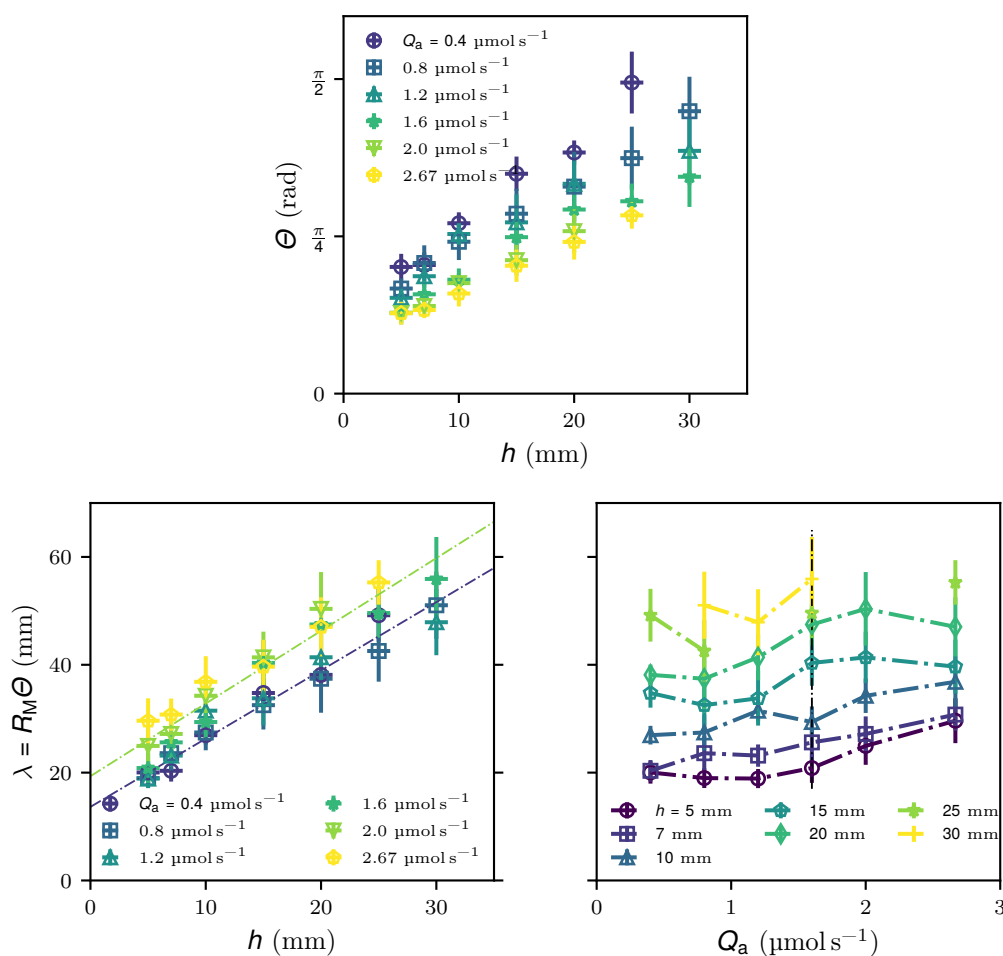 Θ (rad)
π/2
π/4
0
Q_a = 0.4 µmol s⁻¹
0.8 µmol s⁻¹
1.2 µmol s⁻¹
1.6 µmol s⁻¹
2.0 µmol s⁻¹
2.67 µmol s⁻¹
0 10 20 30
h (mm)
λ = R_MΘ (mm)
60
40
20
0
Q_a = 0.4 µmol s⁻¹
0.8 µmol s⁻¹
1.2 µmol s⁻¹
1.6 µmol s⁻¹
2.0 µmol s⁻¹
2.67 µmol s⁻¹
0 10 20 30
h (mm)
h = 5 mm
7 mm
10 mm
15 mm
20 mm
25 mm
30 mm
0 1 2 3
Q_a (µmol s⁻¹)